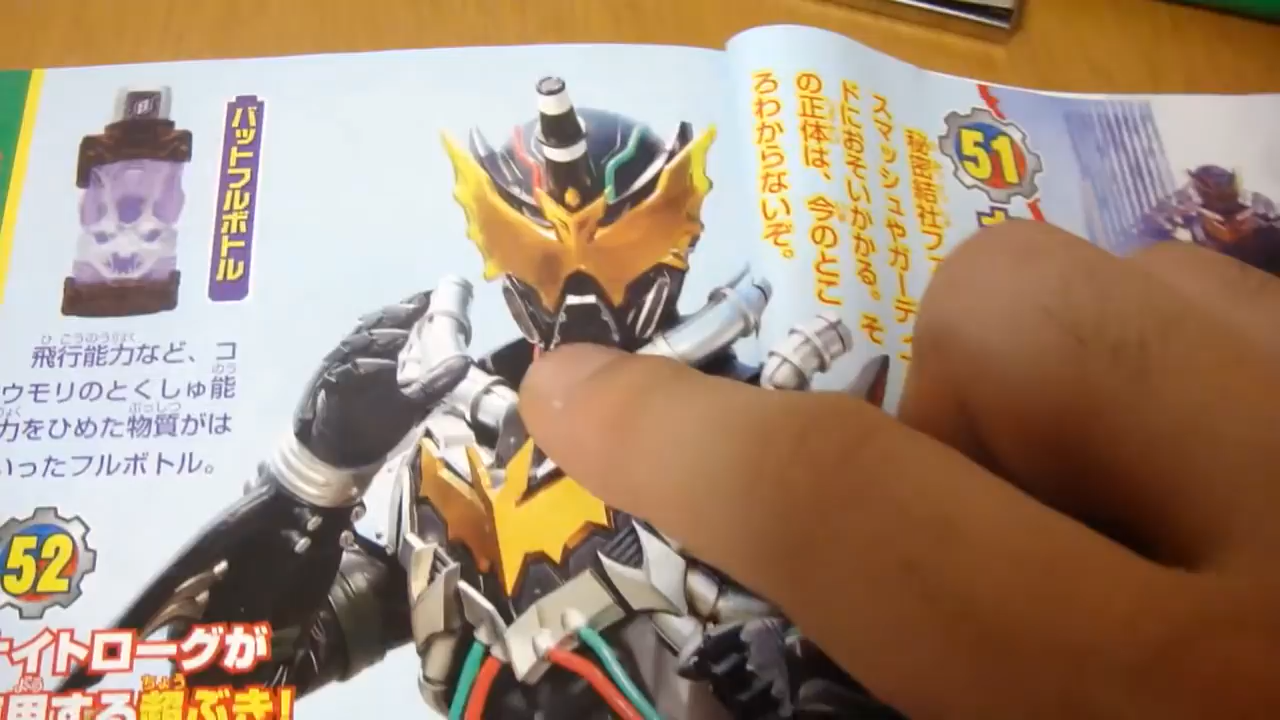 バットフルボトル
飛行能力など、コ
ウモリのとくしゅ能
力をひめた物質がは
いったフルボトル。
51
秘密結社フ
スマッシュやガーディ
ドにおそいかかる。そ
の正体は、今のとこ
ろわからないぞ。
52
ナイトローグが
用する超ぶき!